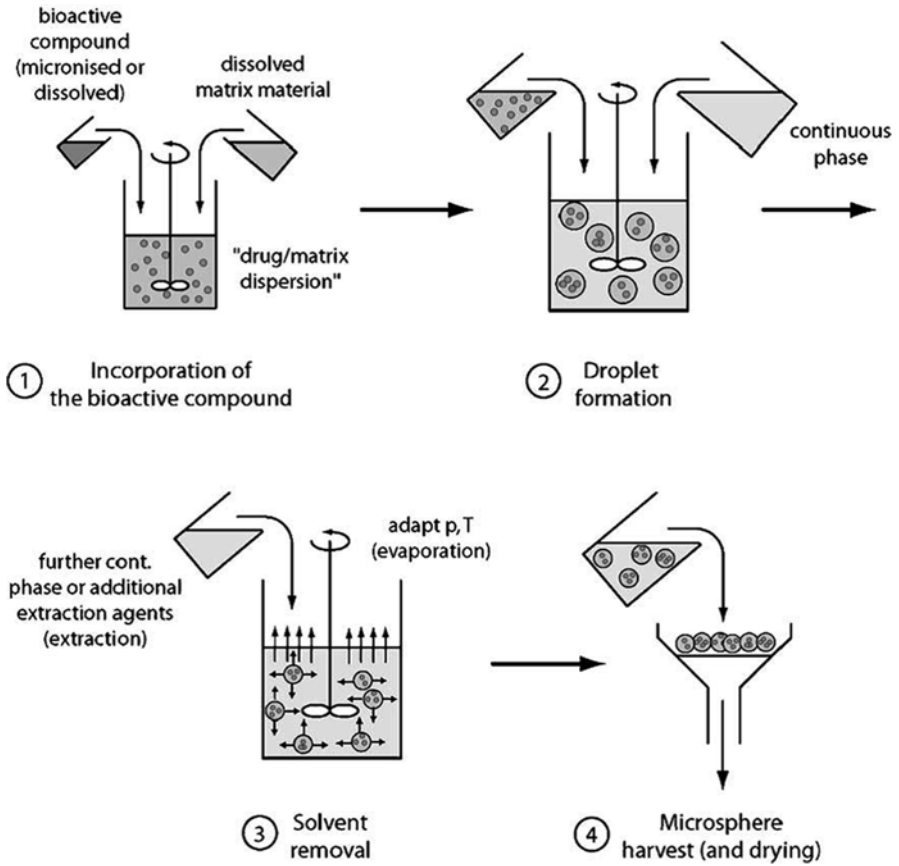 bioactive
compound
(micronised or
dissolved)
dissolved
matrix material
"drug/matrix
dispersion"
1 Incorporation of
the bioactive compound
continuous
phase
2 Droplet
formation
further cont.
phase or additional
extraction agents
(extraction)
adapt p,T
(evaporation)
3 Solvent
removal
4 Microsphere
harvest (and drying)